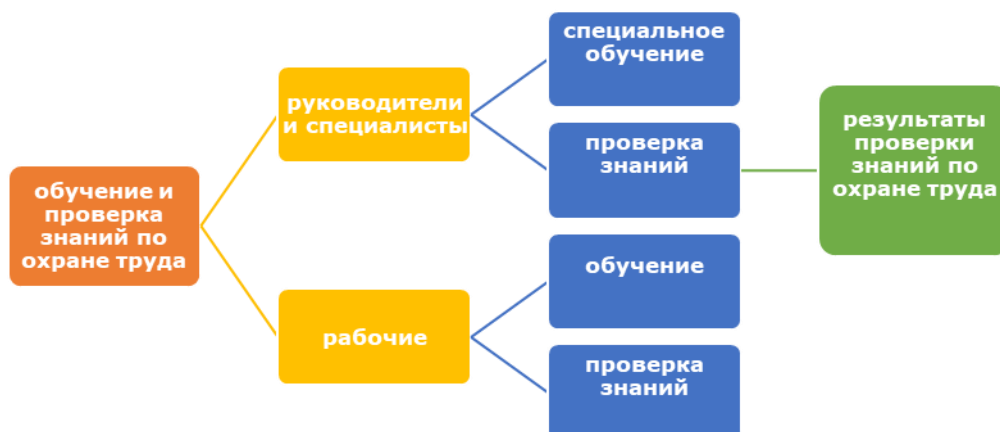 обучение и
проверка
знаний по
охране труда
руководители
и специалисты
рабочие
специальное
обучение
проверка
знаний
обучение
проверка
знаний
результаты
проверки
знаний по
охране труда